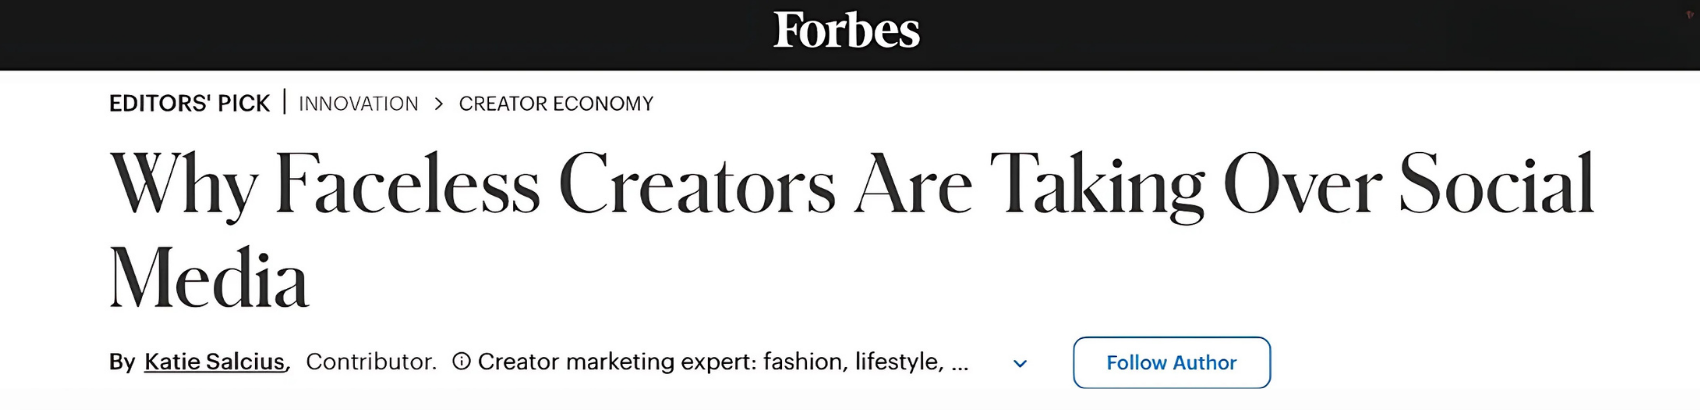 Forbes
EDITORS' PICK | INNOVATION > CREATOR ECONOMY
Why Faceless Creators Are Taking Over Social
Media
By Katie Salcius, Contributor. ⓘ Creator marketing expert: fashion, lifestyle, ...
Follow Author